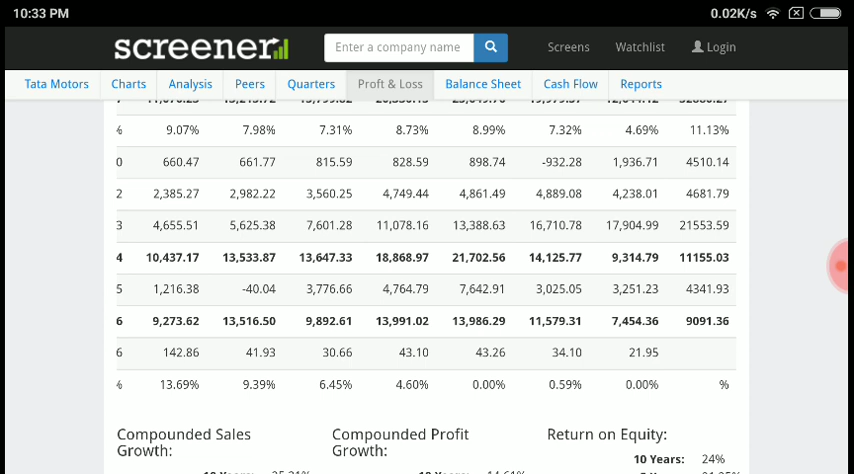 10:33 PM 0.02K/s
screener Enter a company name Screens Watchlist Login
Tata Motors Charts Analysis Peers Quarters Proft & Loss Balance Sheet Cash Flow Reports
% 9.07% 7.98% 7.31% 8.73% 8.99% 7.32% 4.69% 11.13%
0 660.47 661.77 815.59 828.59 898.74 -932.28 1,936.71 4510.14
2 2,385.27 2,982.22 3,560.25 4,749.44 4,861.49 4,889.08 4,238.01 4681.79
3 4,655.51 5,625.38 7,601.28 11,078.16 13,388.63 16,710.78 17,904.99 21553.59
4 10,437.17 13,533.87 13,647.33 18,868.97 21,702.56 14,125.77 9,314.79 11155.03
5 1,216.38 -40.04 3,776.66 4,764.79 7,642.91 3,025.05 3,251.23 4341.93
6 9,273.62 13,516.50 9,892.61 13,991.02 13,986.29 11,579.31 7,454.36 9091.36
6 142.86 41.93 30.66 43.10 43.26 34.10 21.95
% 13.69% 9.39% 6.45% 4.60% 0.00% 0.59% 0.00% %
Compounded Sales Growth:
Compounded Profit Growth:
Return on Equity:
10 Years: 24%